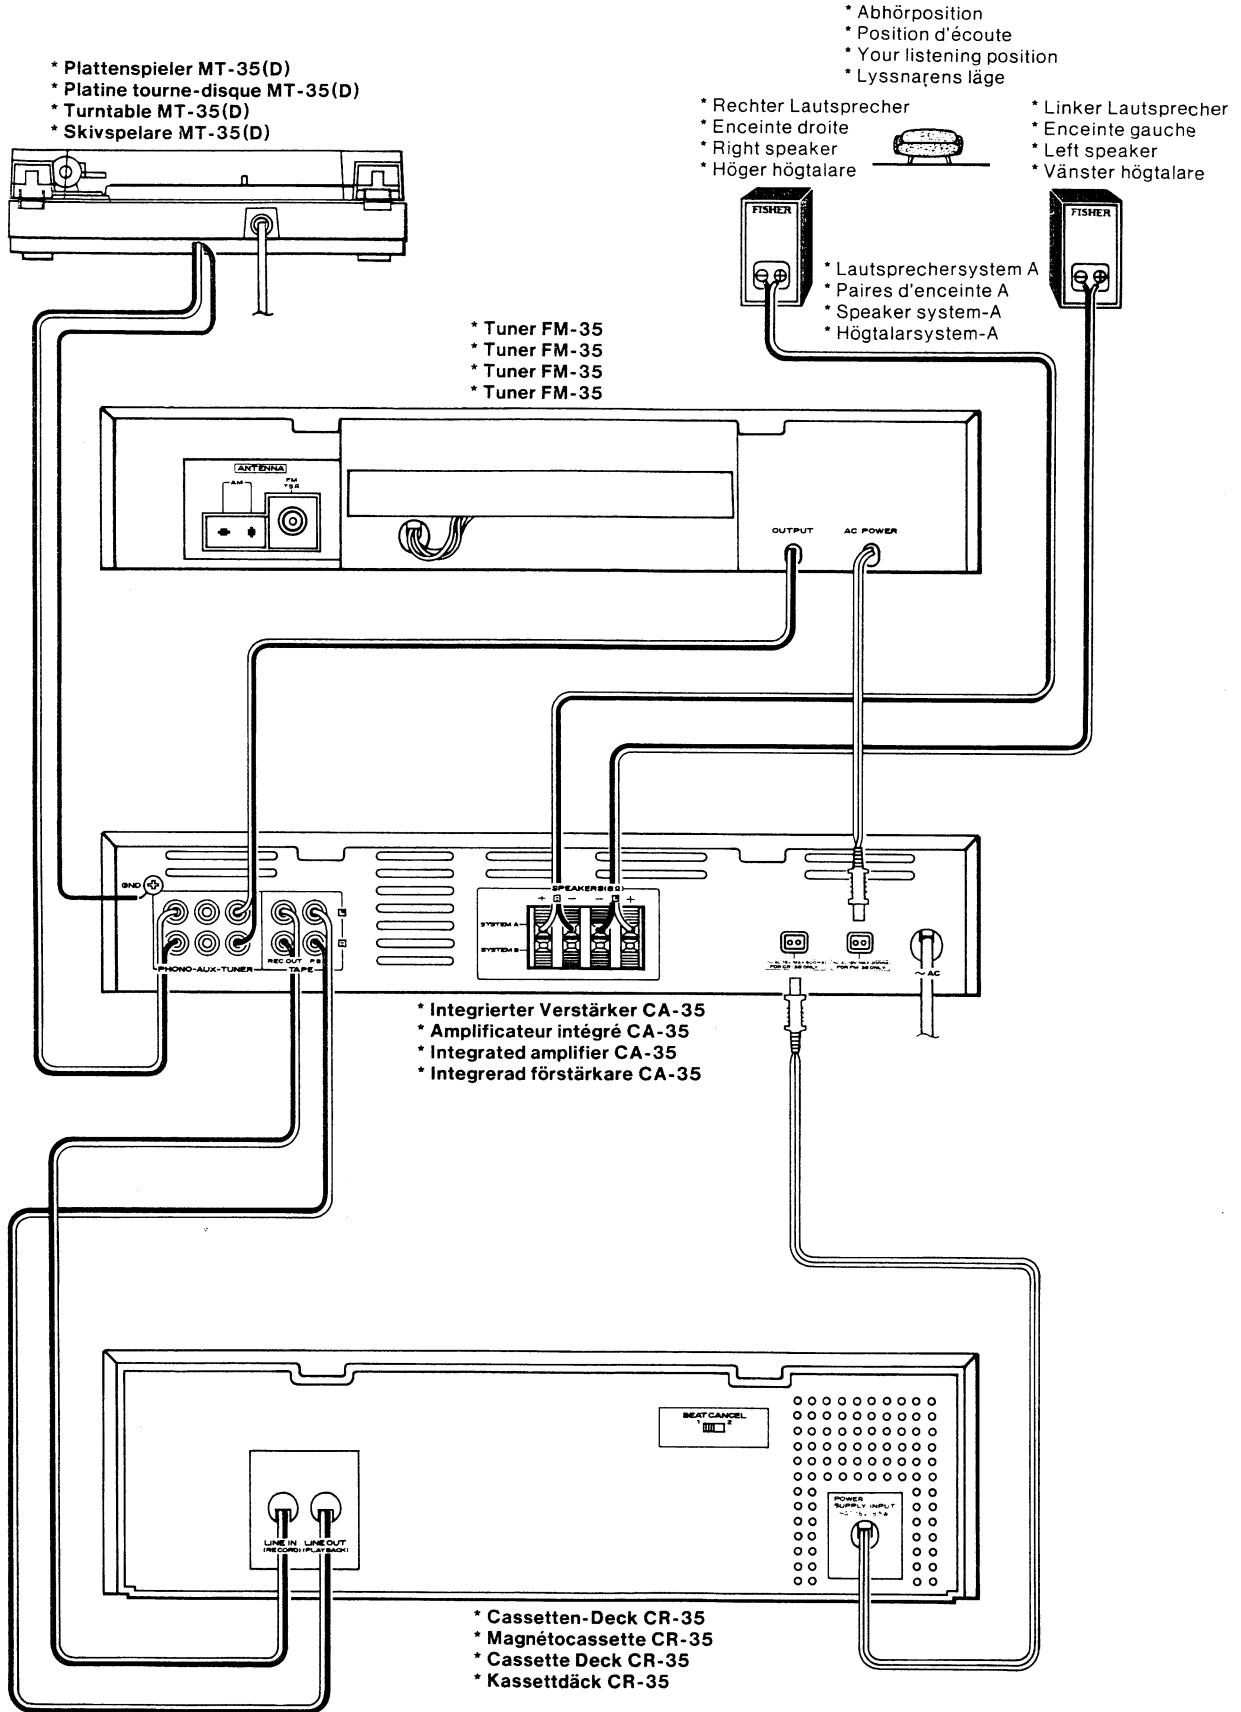 * Abhörposition
* Position d'écoute
* Your listening position
* Lyssnarens läge
* Plattenspieler MT-35(D)
* Platine tourne-disque MT-35(D)
* Turntable MT-35(D)
* Skivspelare MT-35(D)
* Rechter Lautsprecher
* Enceinte droite
* Right speaker
* Höger högtalare
* Linker Lautsprecher
* Enceinte gauche
* Left speaker
* Vänster högtalare
FISHER
FISHER
* Lautsprechersystem A
* Paires d'enceinte A
* Speaker system-A
* Högtalarsystem-A
* Tuner FM-35
* Tuner FM-35
* Tuner FM-35
* Tuner FM-35
ANTENNA
AM
FM
75Ω
OUTPUT
AC POWER
GND
SPEAKERS(8Ω)
+ - - +
SYSTEM A
SYSTEM B
REC.OUT P.B
PHONO-AUX-TUNER
TAPE
FOR CR-35 ONLY
FOR FM-35 ONLY
~ AC
* Integrierter Verstärker CA-35
* Amplificateur intégré CA-35
* Integrated amplifier CA-35
* Integrerad förstärkare CA-35
BEAT CANCEL
1 2
POWER
SUPPLY INPUT
LINE IN
(RECORD)
LINE OUT
(PLAYBACK)
* Cassetten-Deck CR-35
* Magnétocassette CR-35
* Cassette Deck CR-35
* Kassettdäck CR-35